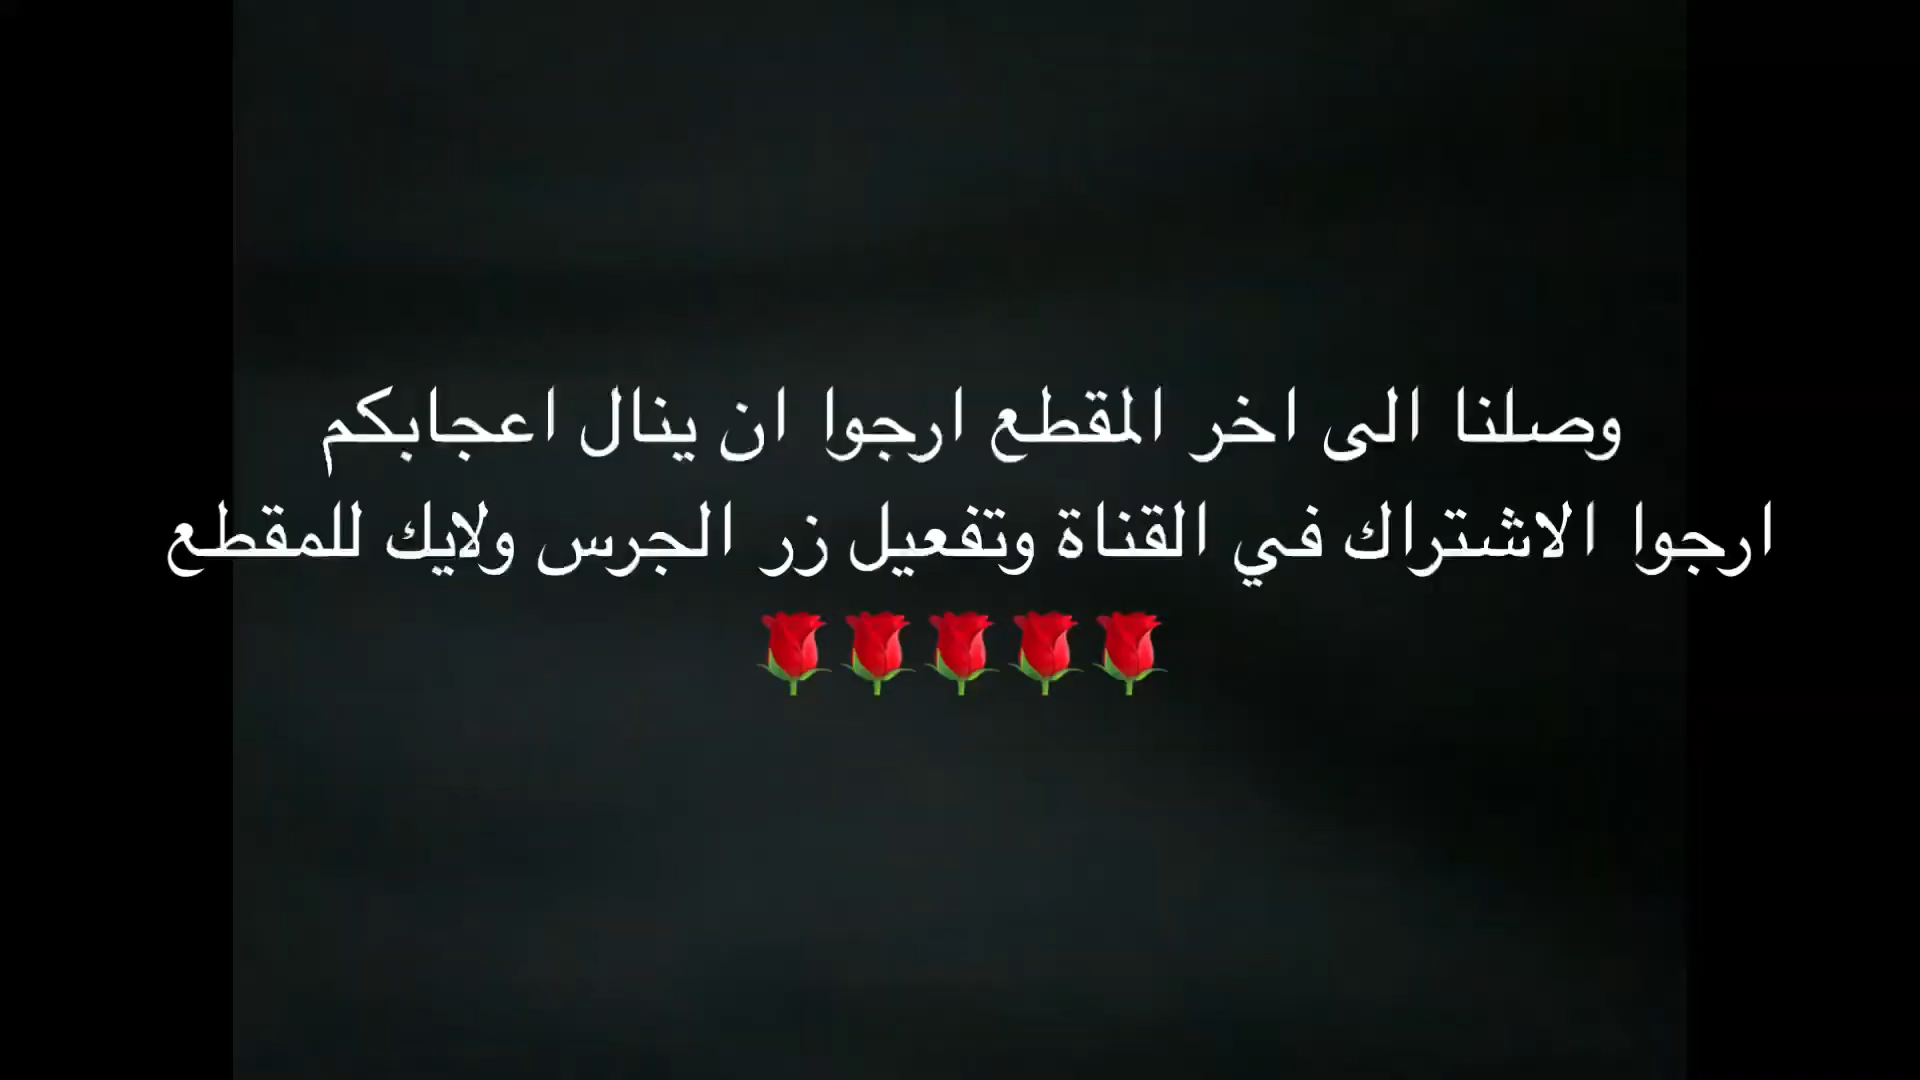 وصلنا الى اخر المقطع ارجوا ان ينال اعجابكم
ارجوا الاشتراك في القناة وتفعيل زر الجرس ولايك للمقطع
🌹🌹🌹🌹🌹